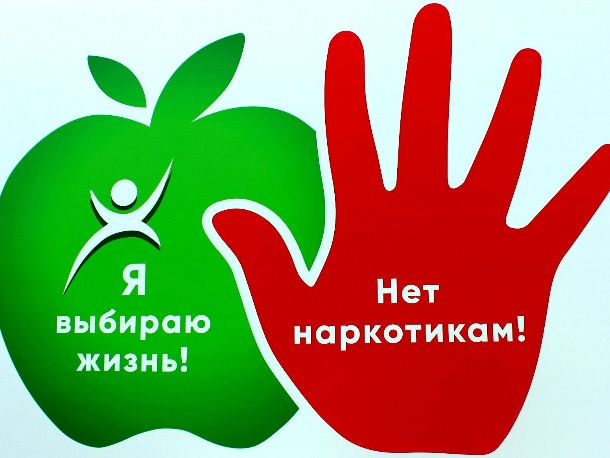 Я
выбираю
жизнь!
Нет
наркотикам!